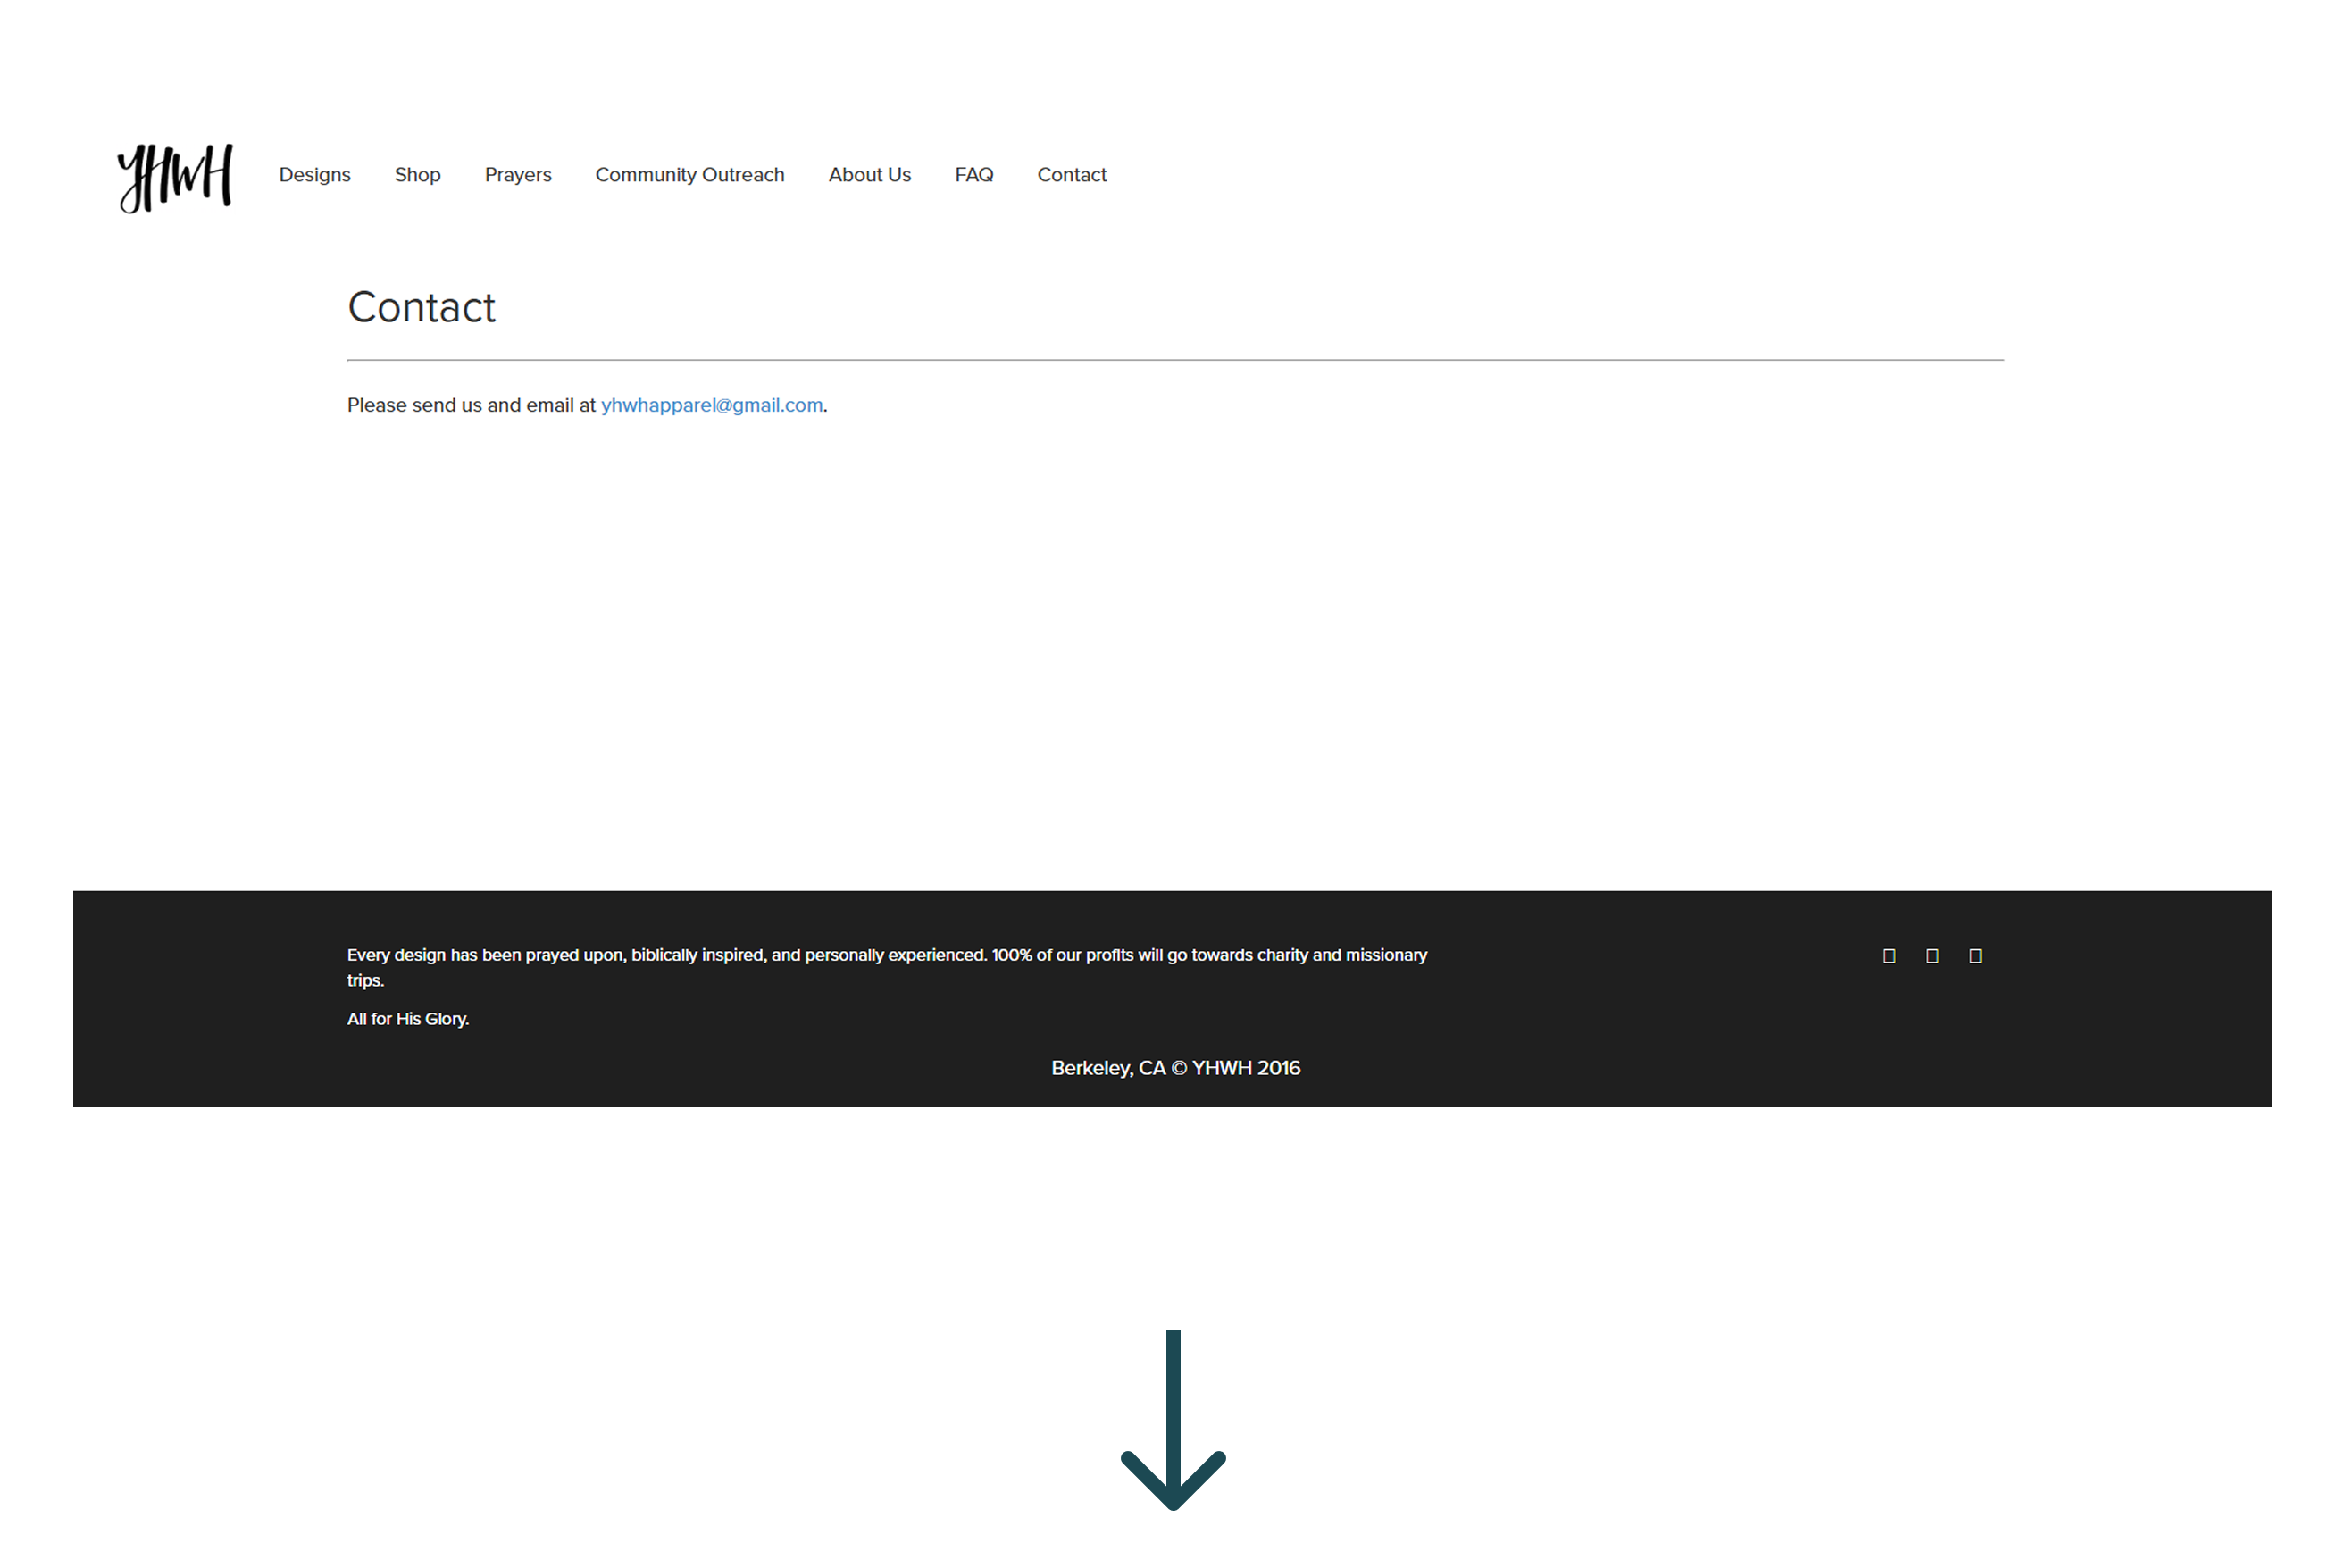 YHWH Designs Shop Prayers Community Outreach About Us FAQ Contact
Contact
Please send us and email at yhwhapparel@gmail.com.
Every design has been prayed upon, biblically inspired, and personally experienced. 100% of our profits will go towards charity and missionary
trips.
All for His Glory.
Berkeley, CA © YHWH 2016